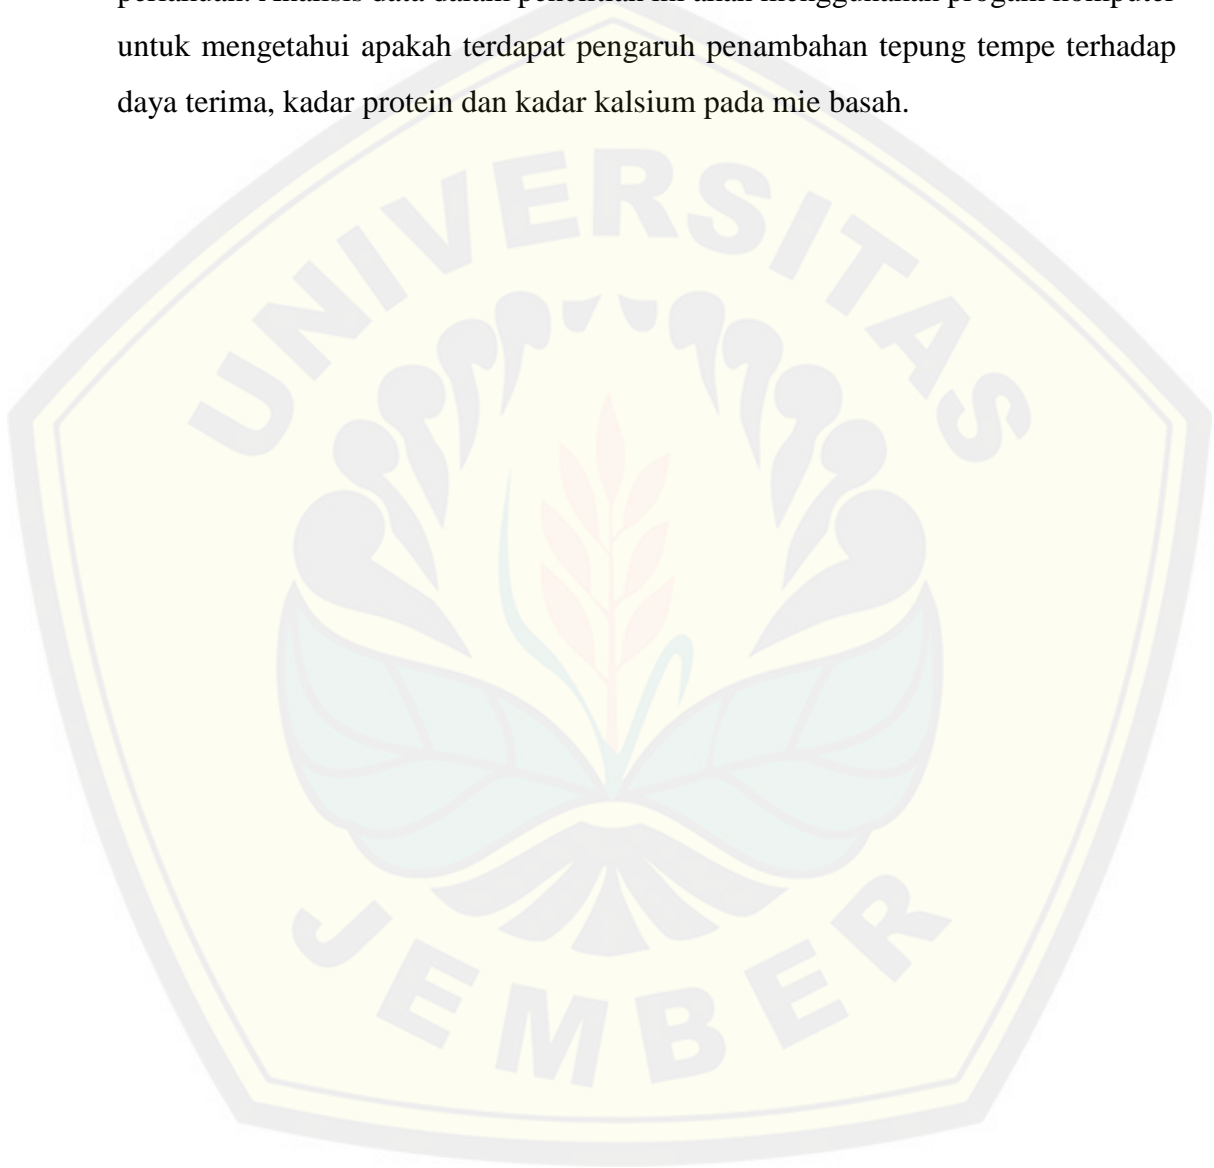 perlakuan. Analisis data dalam penelitian ini akan menggunakan progam komputer
untuk mengetahui apakah terdapat pengaruh penambahan tepung tempe terhadap
daya terima, kadar protein dan kadar kalsium pada mie basah.
UNIVERSITAS
JEMBER